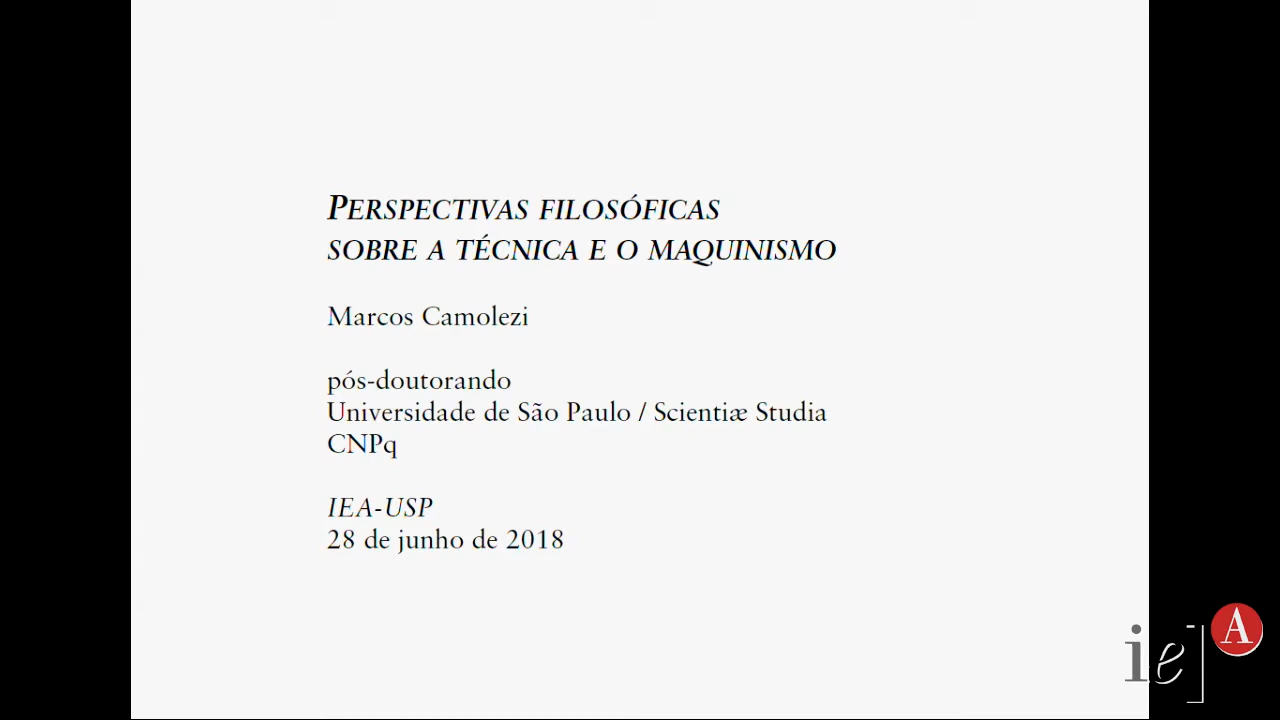 PERSPECTIVAS FILOSÓFICAS
SOBRE A TÉCNICA E O MAQUINISMO
Marcos Camolezi
pós-doutorando
Universidade de São Paulo / Scientiæ Studia
CNPq
IEA-USP
28 de junho de 2018
ie] A